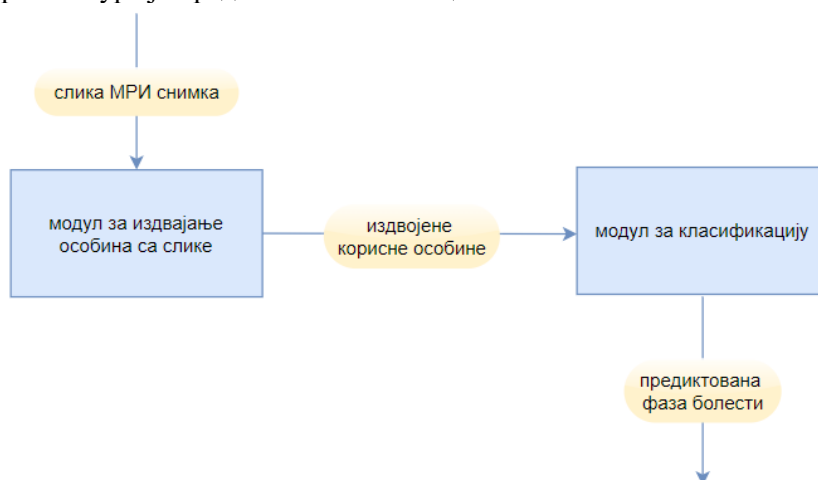 слика МРИ снимка
модул за издвајање
особина са слике
издвојене
корисне особине
модул за класификацију
предиктована
фаза болести